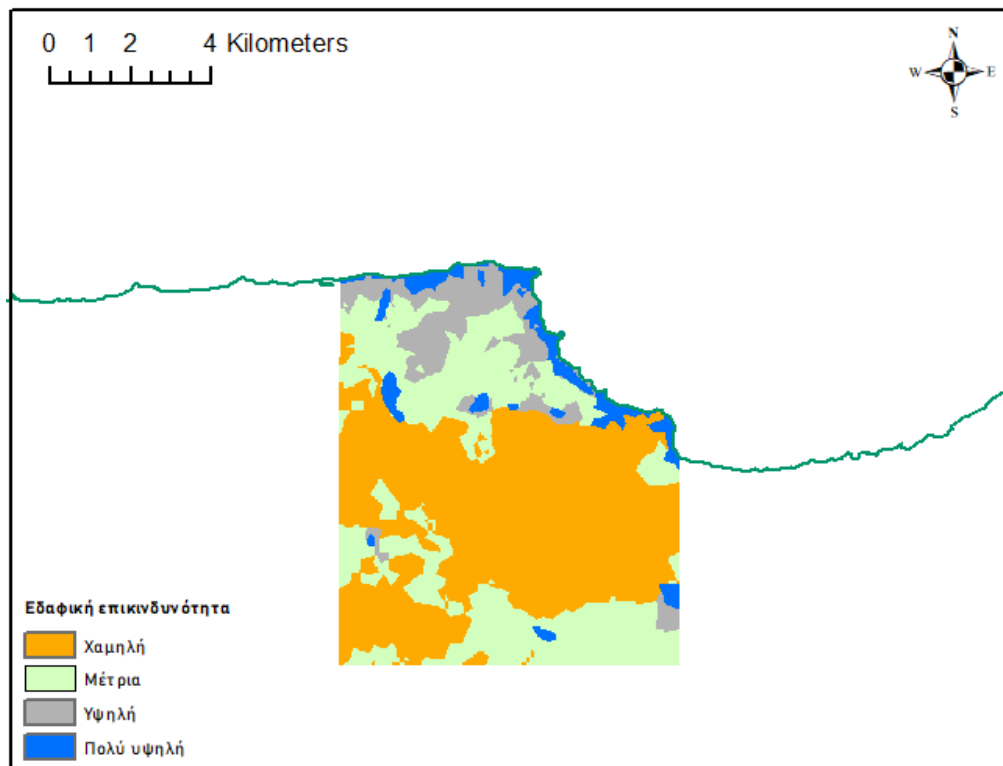 0 1 2 4 Kilometers
N
W E
S
Εδαφική επικινδυνότητα
Χαμηλή
Μέτρια
Υψηλή
Πολύ υψηλή